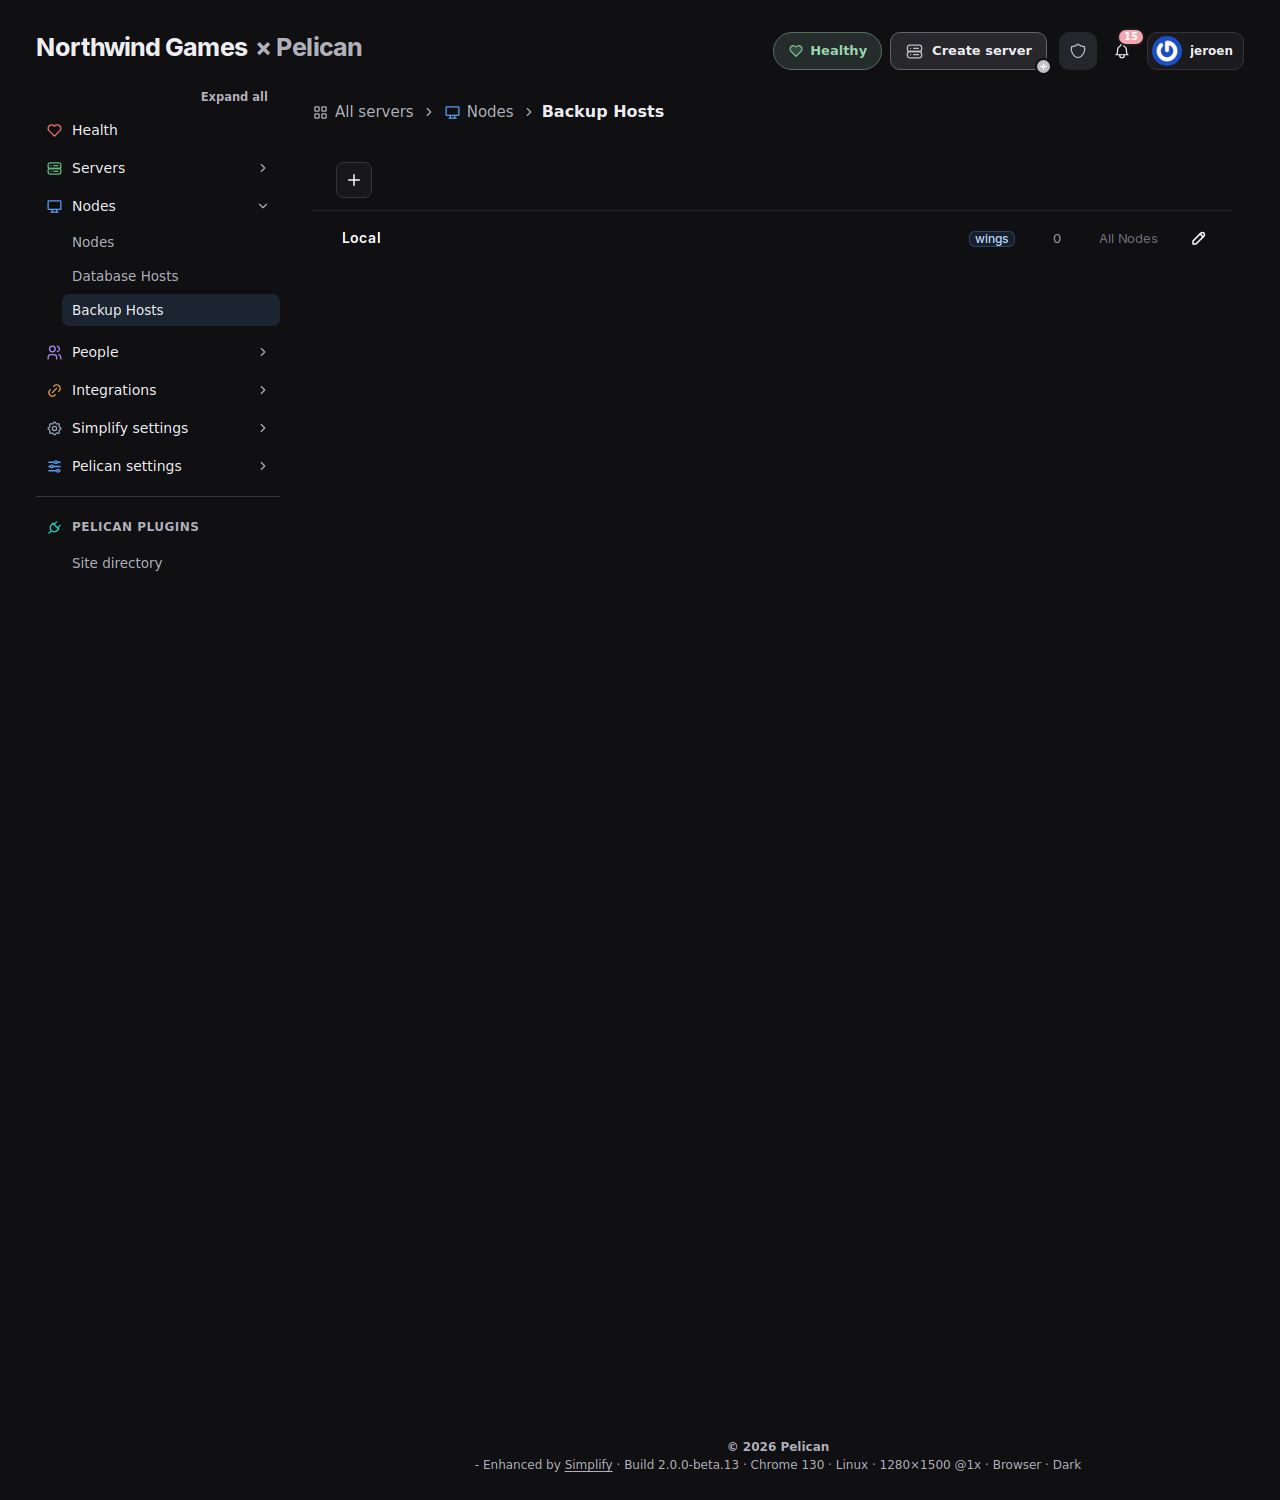 Northwind Games × Pelican
Healthy
Create server
15
jeroen
Expand all
Health
Servers
Nodes
Nodes
Database Hosts
Backup Hosts
People
Integrations
Simplify settings
Pelican settings
PELICAN PLUGINS
Site directory
All servers > Nodes > Backup Hosts
Local wings 0 All Nodes
© 2026 Pelican
- Enhanced by Simplify · Build 2.0.0-beta.13 · Chrome 130 · Linux · 1280×1500 @1x · Browser · Dark